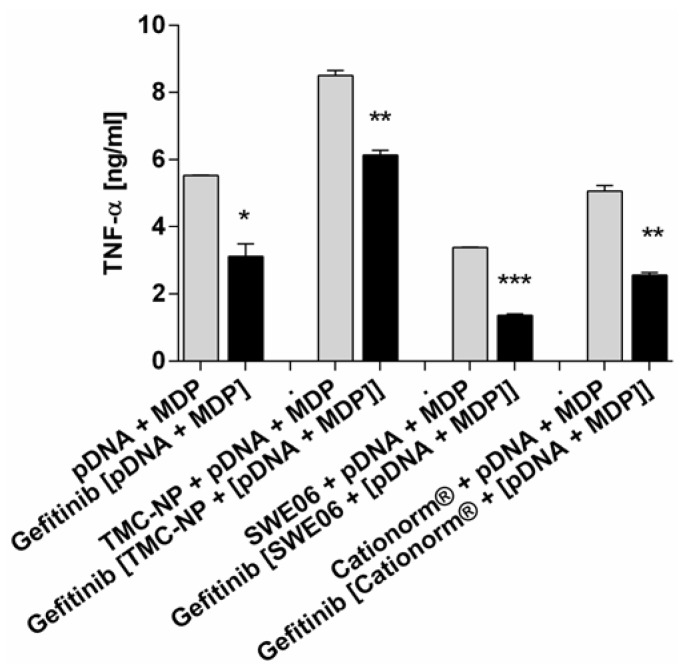 10
8
6
4
2
0
TNF-α [ng/ml]
*
**
***
**
pDNA + MDP
Gefitinib [pDNA + MDP]
TMC-NP + pDNA + MDP
Gefitinib [TMC-NP + [pDNA + MDP]]
SWE06 + pDNA + MDP
Gefitinib [SWE06 + [pDNA + MDP]]
Cationorm® + pDNA + MDP
Gefitinib [Cationorm® + [pDNA + MDP]]